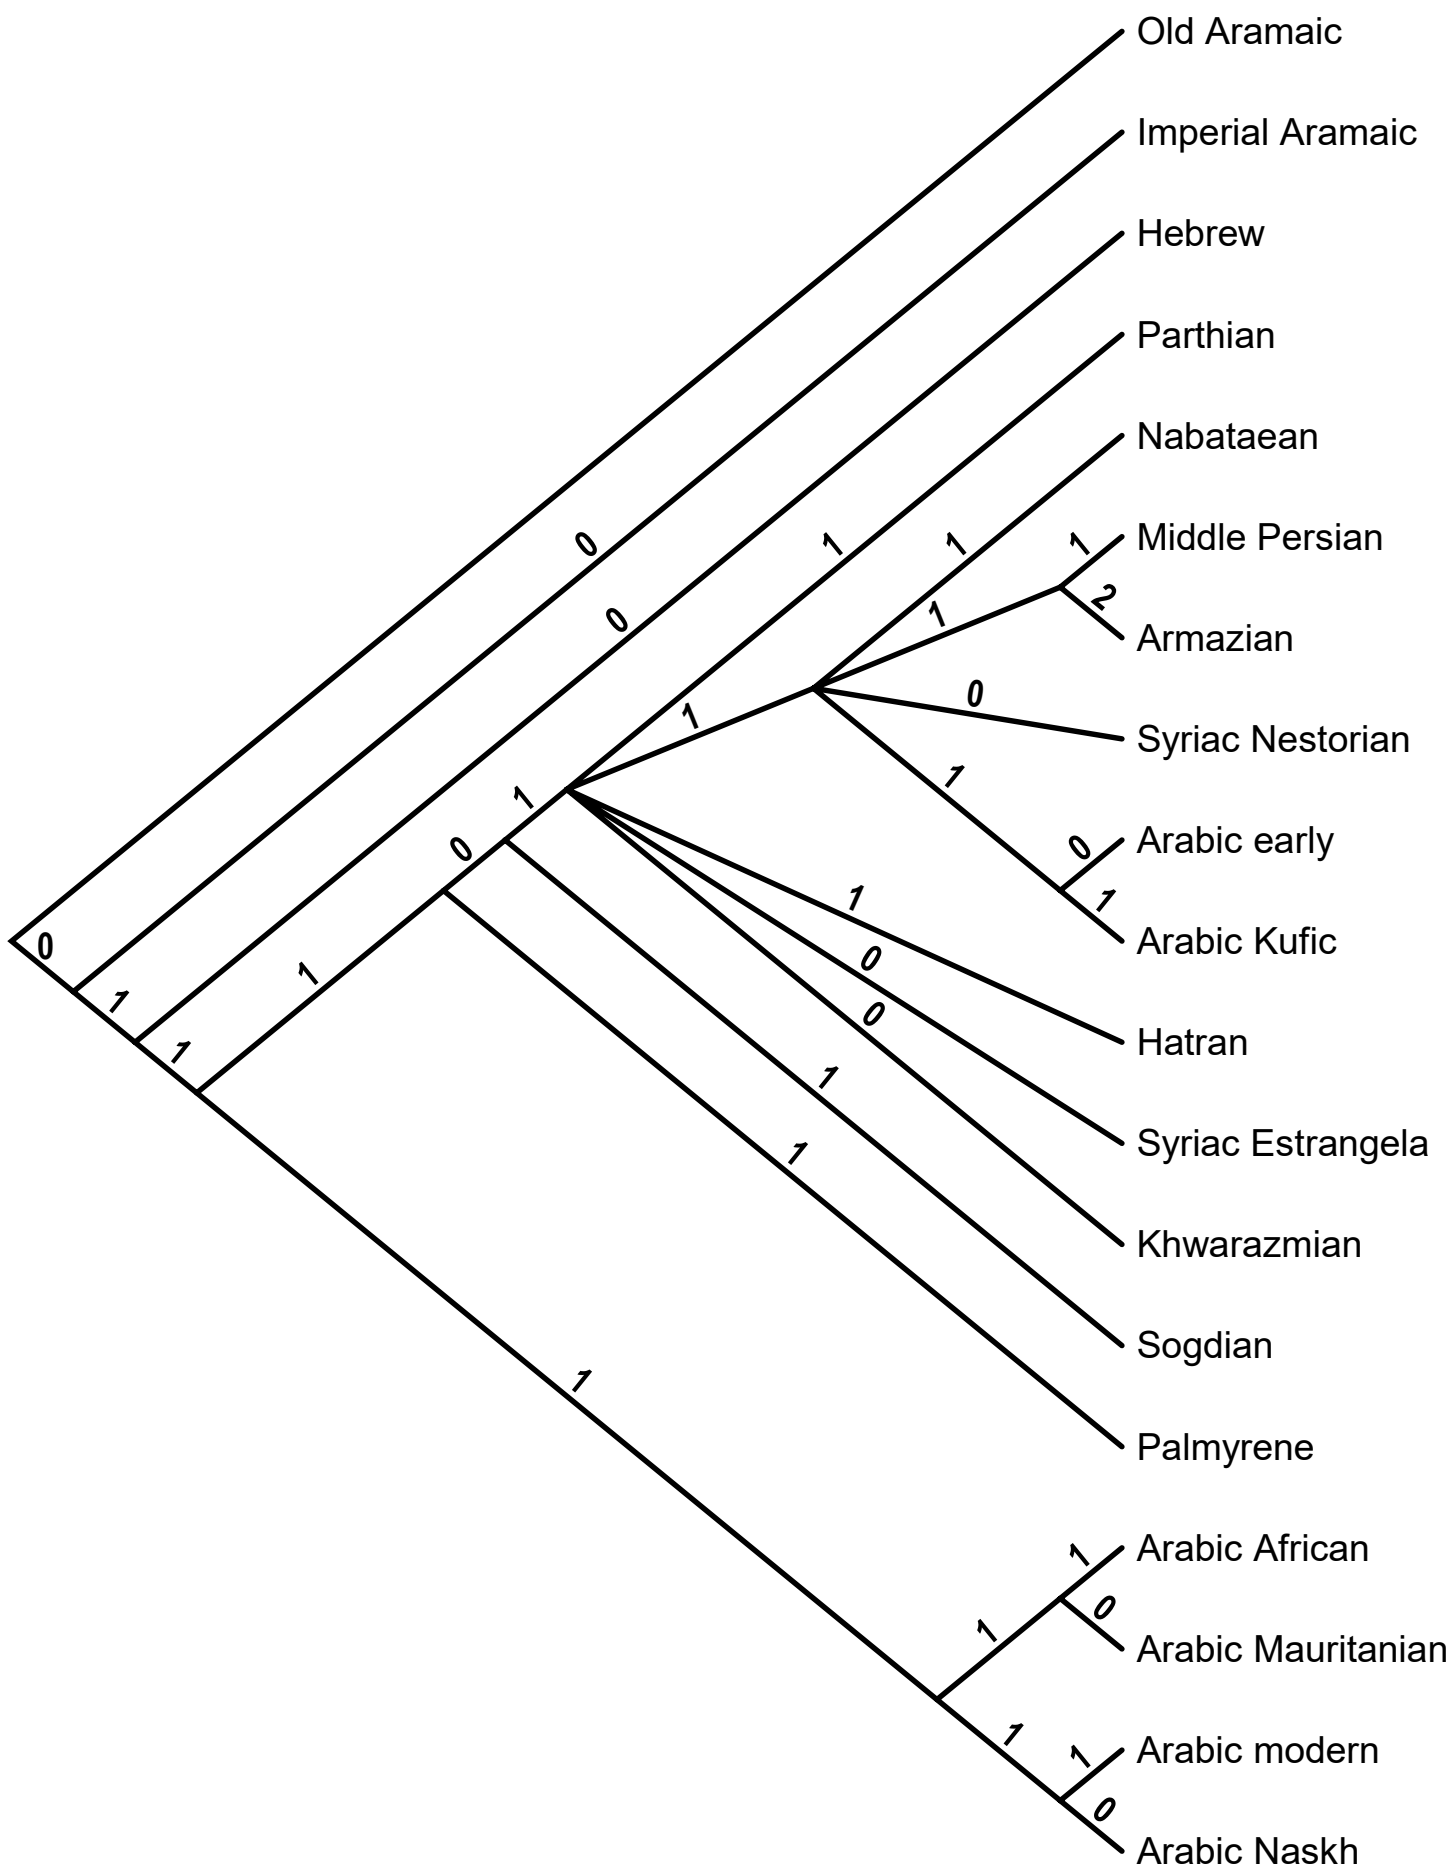 Old Aramaic
Imperial Aramaic
Hebrew
Parthian
Nabataean
0
1
1
1
Middle Persian
0
1
2
Armazian
1
0
Syriac Nestorian
1
1
1
0
Arabic early
0
1
1
Arabic Kufic
0
1
0
1
0
Hatran
1
1
1
Syriac Estrangela
Khwarazmian
Sogdian
1
Palmyrene
1
Arabic African
0
1
Arabic Mauritanian
1
1
Arabic modern
0
Arabic Naskh